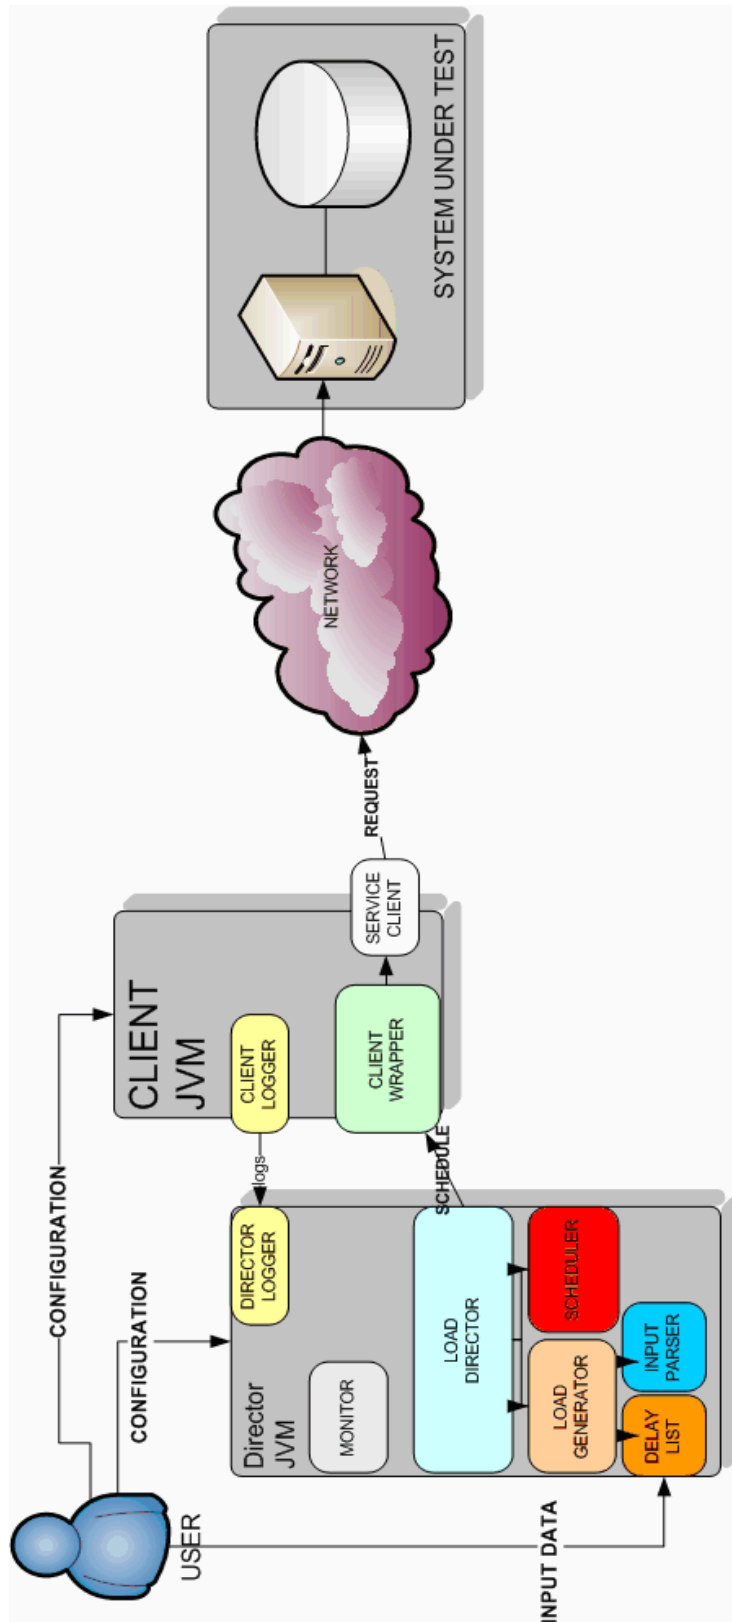 USER
CONFIGURATION
CONFIGURATION
INPUT DATA
Director
JVM
MONITOR
DIRECTOR
LOGGER
LOAD
DIRECTOR
LOAD
GENERATOR
SCHEDULER
DELAY
LIST
INPUT
PARSER
logs
SCHEDULE
CLIENT
JVM
CLIENT
LOGGER
CLIENT
WRAPPER
SERVICE
CLIENT
REQUEST
NETWORK
SYSTEM UNDER TEST